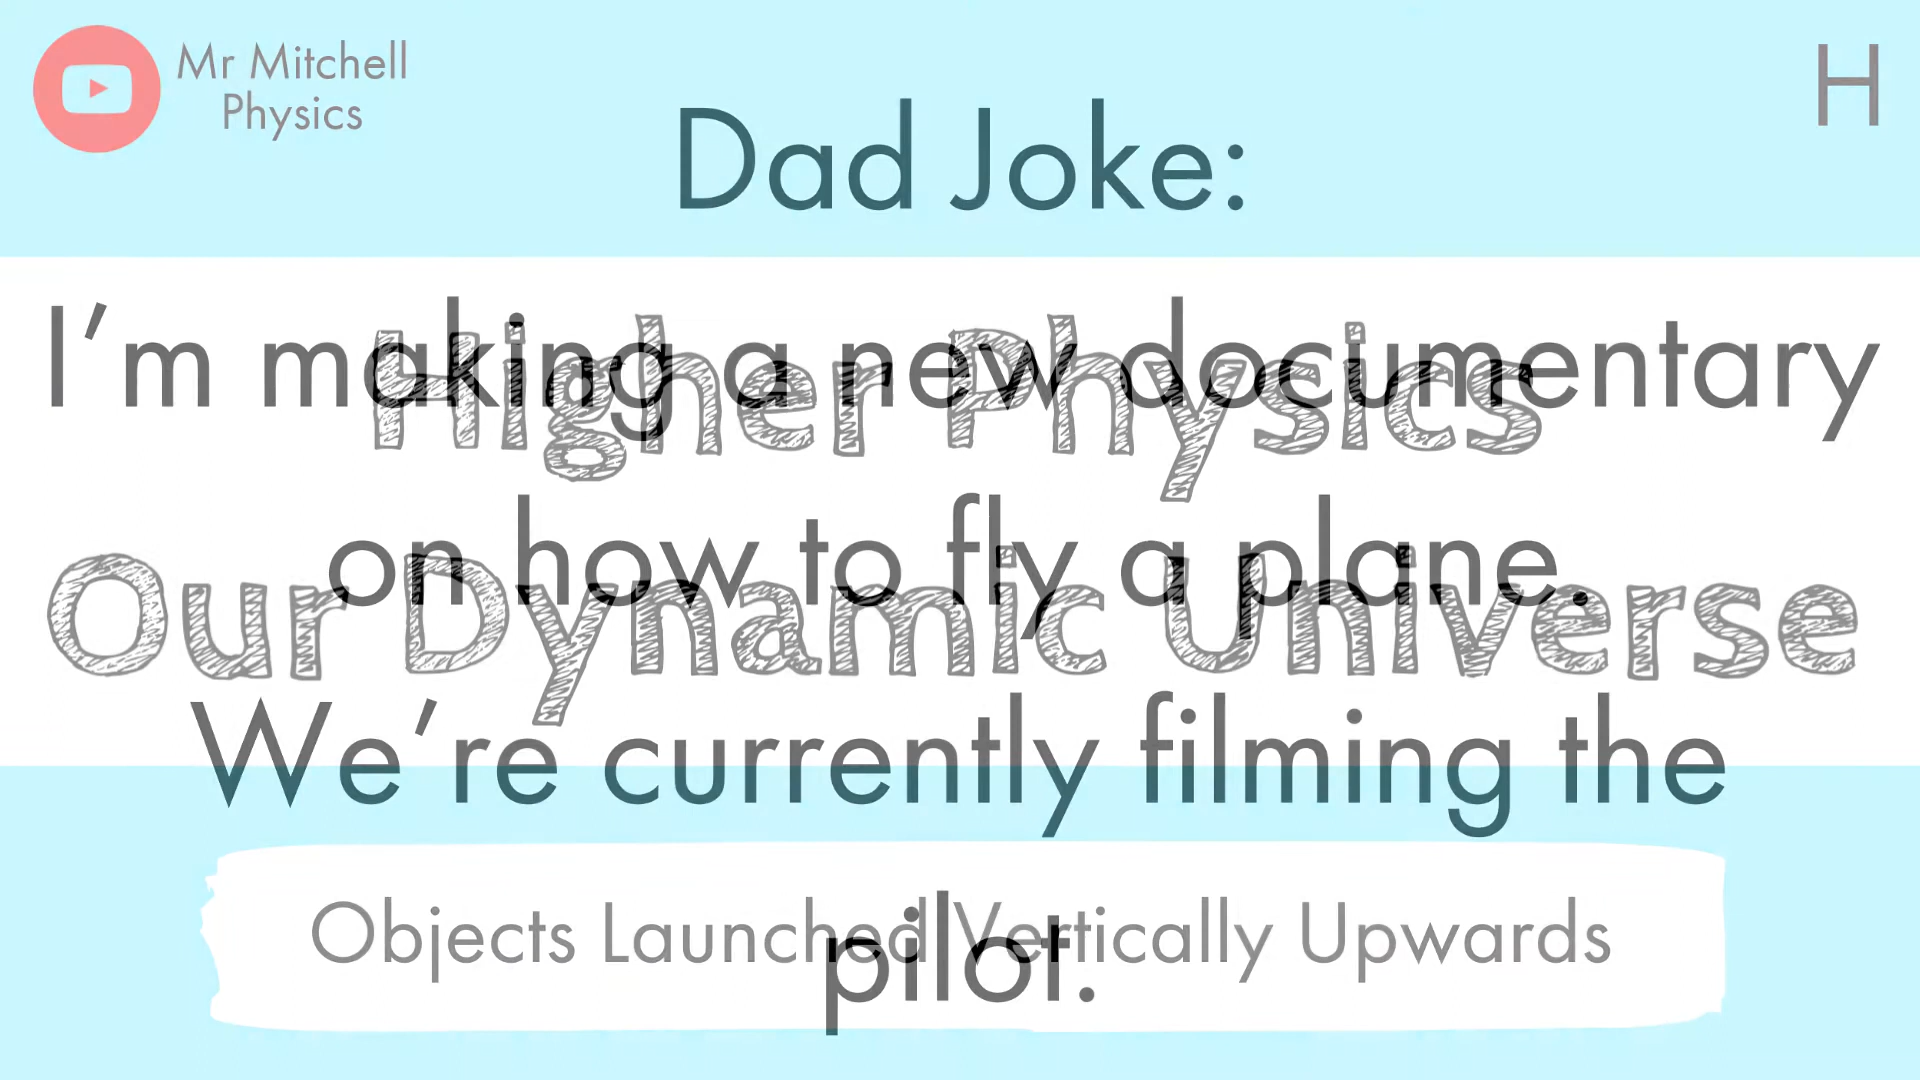 Mr Mitchell
Physics
H
Dad Joke:
I’m making a new documentary
on how to fly a plane.
We’re currently filming the
pilot.
Higher Physics
Our Dynamic Universe
Objects Launched Vertically Upwards